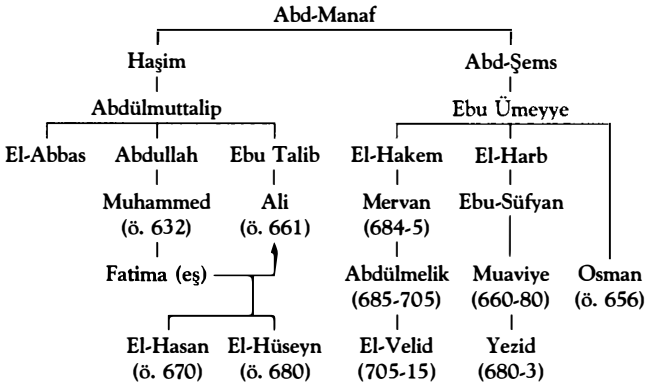 Abd-Manaf
Haşim Abd-Şems
Abdülmuttalip Ebu Ümeyye
El-Abbas Abdullah Ebu Talib El-Hakem El-Harb
Muhammed Ali Mervan Ebu-Süfyan
(ö. 632) (ö. 661) (684-5)
Fatima (eş) Abdülmelik Muaviye Osman
(685-705) (660-80) (ö. 656)
El-Hasan El-Hüseyn El-Velid Yezid
(ö. 670) (ö. 680) (705-15) (680-3)